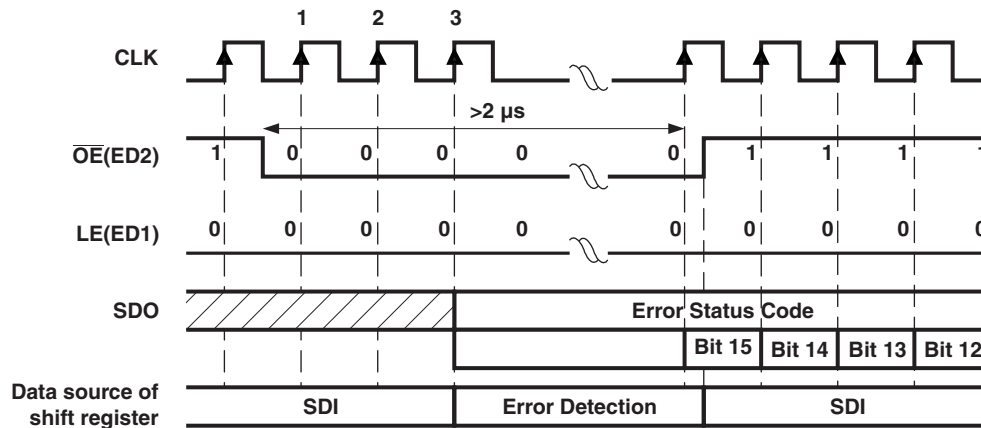 1 2 3
CLK
>2 µs
OE(ED2)
1 0 0 0 0 0 1 1 1 1
LE(ED1)
0 0 0 0 0 0 0 0 0 0
SDO
Error Status Code
Bit 15 Bit 14 Bit 13 Bit 12
Data source of
shift register
SDI Error Detection SDI